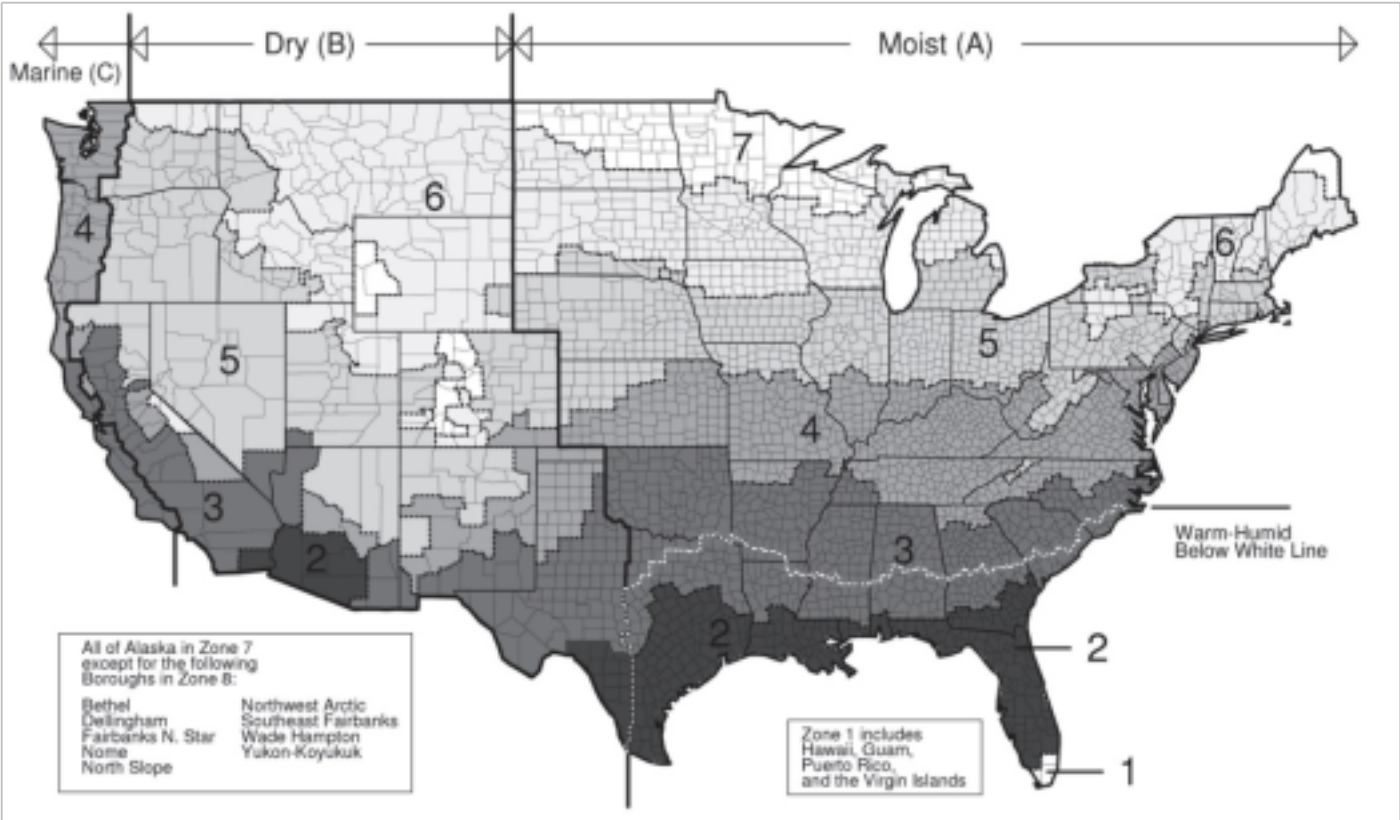 Dry (B)
Moist (A)
Marine (C)
7
6
4
6
5
5
4
3
3
2
Warm-Humid
Below White Line
2
2
1
All of Alaska in Zone 7
except for the following
Boroughs in Zone 8:
Bethel
Dellingham
Fairbanks N. Star
Nome
North Slope
Northwest Arctic
Southeast Fairbanks
Wade Hampton
Yukon-Koyukuk
Zone 1 includes
Hawaii, Guam,
Puerto Rico,
and the Virgin Islands